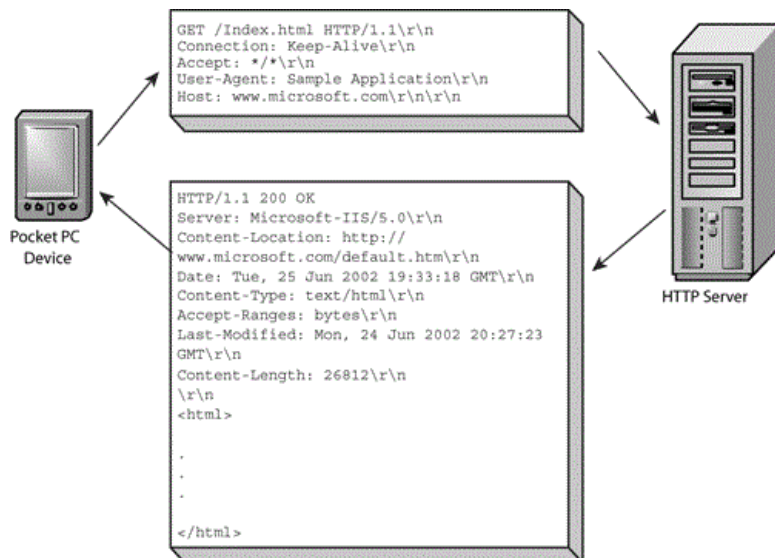 GET /Index.html HTTP/1.1\r\n
Connection: Keep-Alive\r\n
Accept: */*\r\n
User-Agent: Sample Application\r\n
Host: www.microsoft.com\r\n\r\n
Pocket PC
Device
HTTP/1.1 200 OK
Server: Microsoft-IIS/5.0\r\n
Content-Location: http://
www.microsoft.com/default.htm\r\n
Date: Tue, 25 Jun 2002 19:33:18 GMT\r\n
Content-Type: text/html\r\n
Accept-Ranges: bytes\r\n
Last-Modified: Mon, 24 Jun 2002 20:27:23
GMT\r\n
Content-Length: 26812\r\n
\r\n
<html>
.
.
.
</html>
HTTP Server